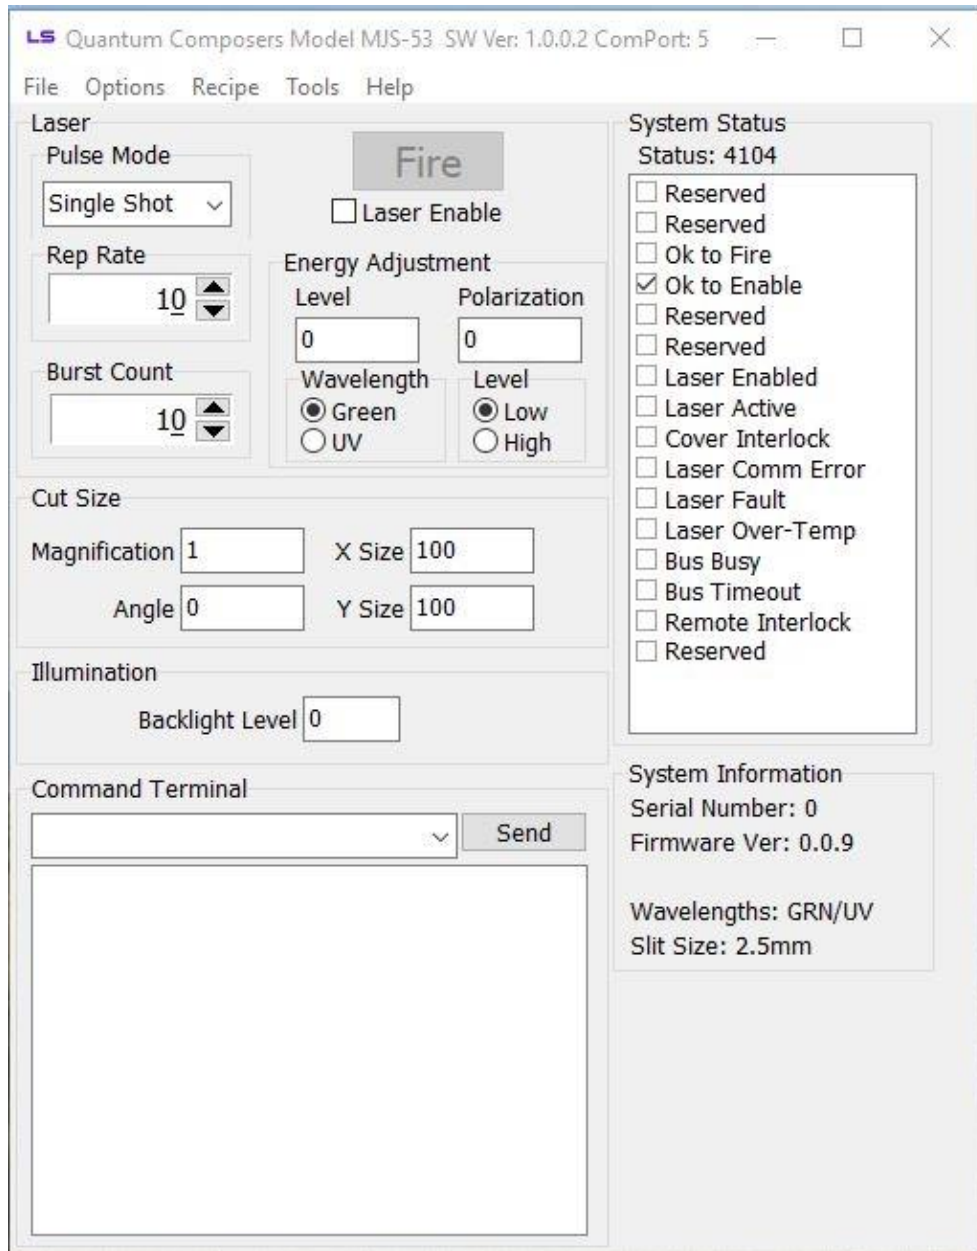 LS Quantum Composers Model MJS-53 SW Ver: 1.0.0.2 ComPort: 5
File Options Recipe Tools Help
Laser
Pulse Mode
Single Shot
Fire
Laser Enable
Rep Rate
10
Burst Count
10
Energy Adjustment
Level Polarization
0 0
Wavelength Level
Green Low
UV High
Cut Size
Magnification 1 X Size 100
Angle 0 Y Size 100
Illumination
Backlight Level 0
Command Terminal
Send
System Status
Status: 4104
Reserved
Reserved
Ok to Fire
Ok to Enable
Reserved
Reserved
Laser Enabled
Laser Active
Cover Interlock
Laser Comm Error
Laser Fault
Laser Over-Temp
Bus Busy
Bus Timeout
Remote Interlock
Reserved
System Information
Serial Number: 0
Firmware Ver: 0.0.9
Wavelengths: GRN/UV
Slit Size: 2.5mm